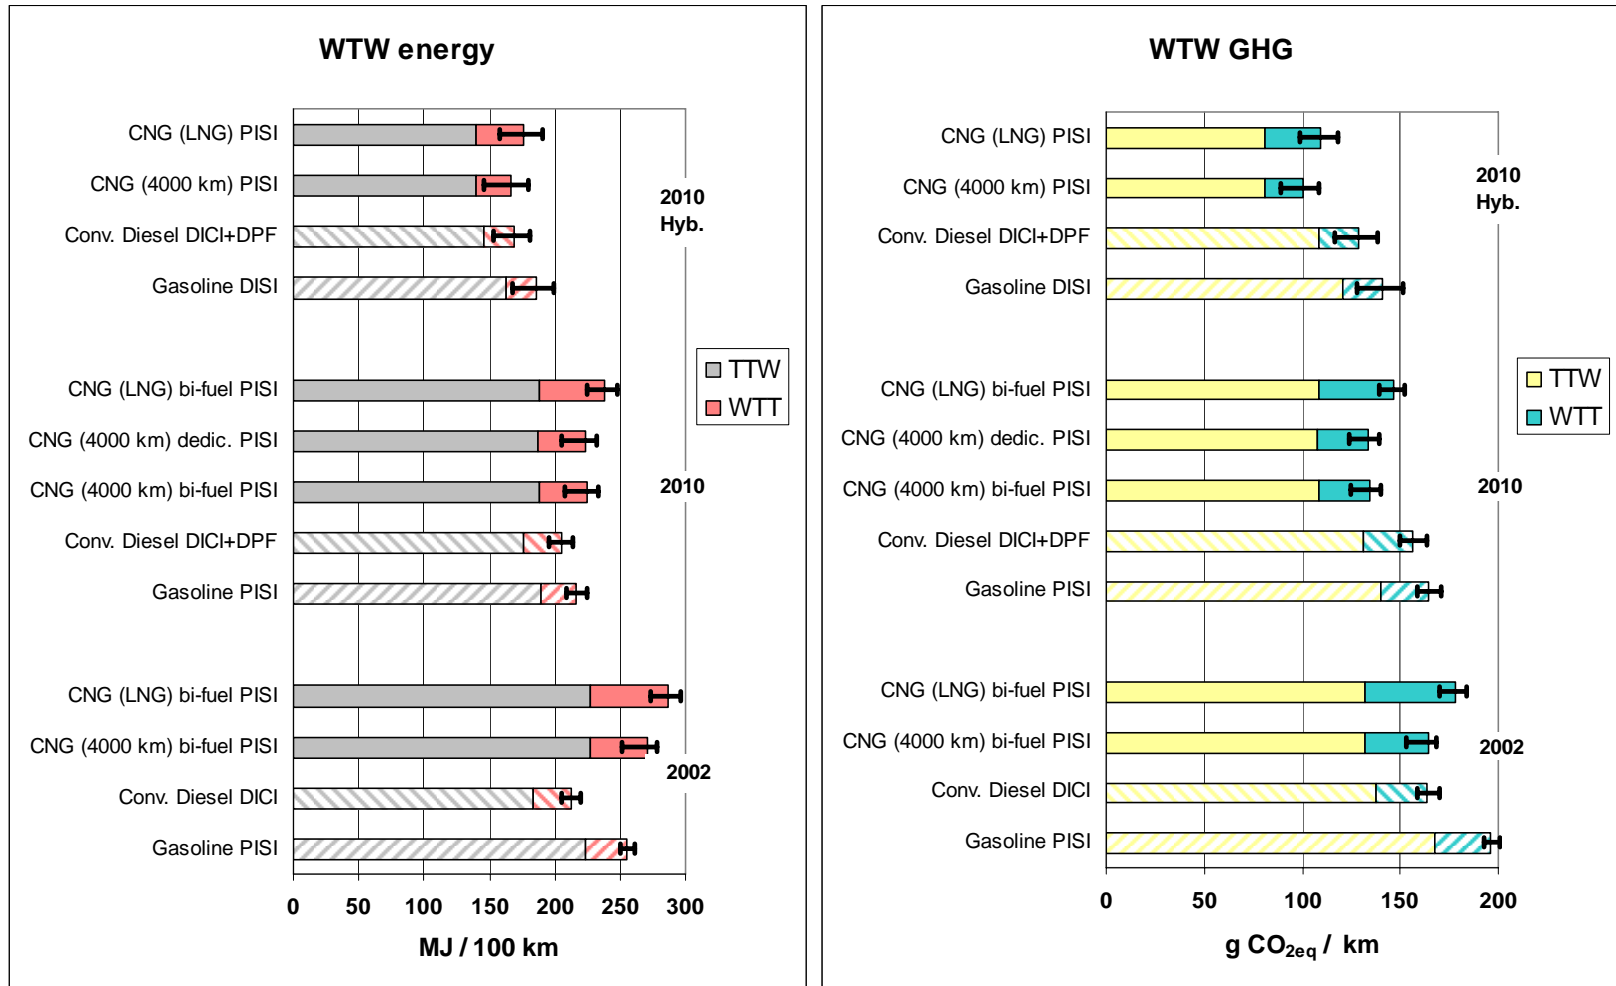 WTW energy
CNG (LNG) PISI
CNG (4000 km) PISI
Conv. Diesel DICI+DPF
Gasoline DISI
2010
Hyb.
CNG (LNG) bi-fuel PISI
CNG (4000 km) dedic. PISI
CNG (4000 km) bi-fuel PISI
Conv. Diesel DICI+DPF
Gasoline PISI
2010
TTW
WTT
CNG (LNG) bi-fuel PISI
CNG (4000 km) bi-fuel PISI
Conv. Diesel DICI
Gasoline PISI
2002
0 50 100 150 200 250 300
MJ / 100 km
WTW GHG
CNG (LNG) PISI
CNG (4000 km) PISI
Conv. Diesel DICI+DPF
Gasoline DISI
2010
Hyb.
CNG (LNG) bi-fuel PISI
CNG (4000 km) dedic. PISI
CNG (4000 km) bi-fuel PISI
Conv. Diesel DICI+DPF
Gasoline PISI
2010
TTW
WTT
CNG (LNG) bi-fuel PISI
CNG (4000 km) bi-fuel PISI
Conv. Diesel DICI
Gasoline PISI
2002
0 50 100 150 200
g CO2eq / km